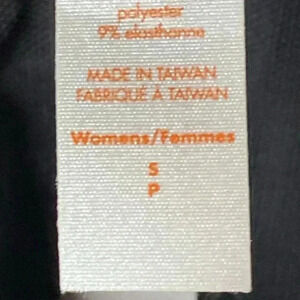 polyester
9% elasthanne
MADE IN TAIWAN
FABRIQUÉ À TAIWAN
Womens/Femmes
S
P